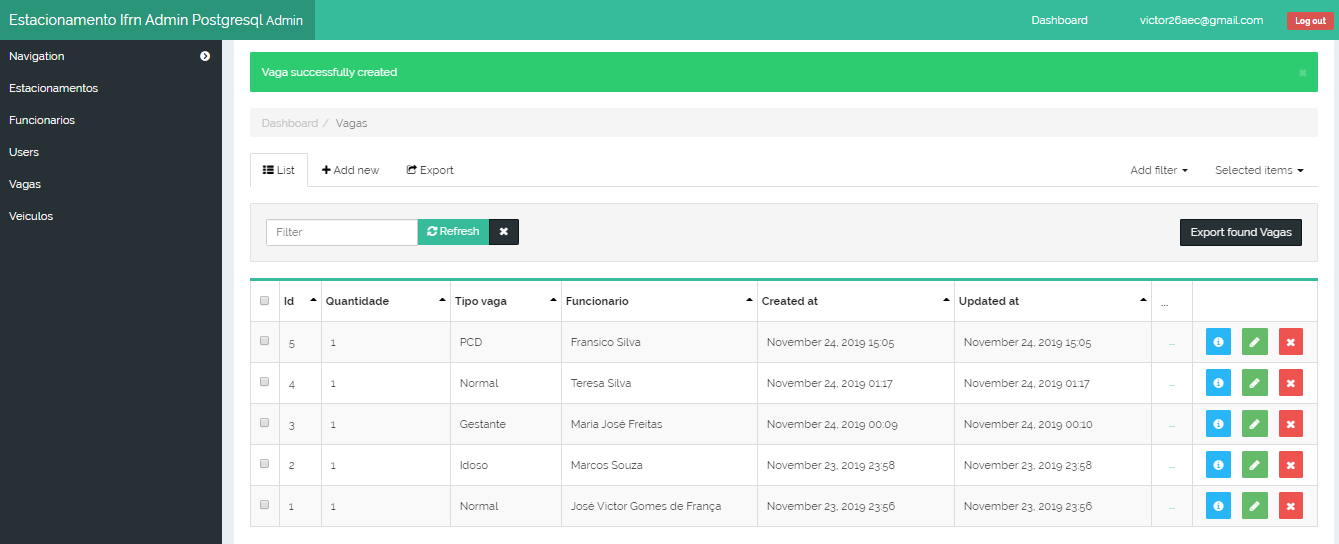 Estacionamento Ifrn Admin Postgresql Admin Dashboard victor26aec@gmail.com Log out
Navigation
Estacionamentos
Funcionarios
Users
Vagas
Veiculos
Vaga successfully created
Dashboard / Vagas
List Add new Export Add filter Selected items
Filter Refresh Export found Vagas
Id Quantidade Tipo vaga Funcionario Created at Updated at ...
5 1 PCD Fransico Silva November 24, 2019 15:05 November 24, 2019 15:05 ...
4 1 Normal Teresa Silva November 24, 2019 01:17 November 24, 2019 01:17 ...
3 1 Gestante Maria José Freitas November 24, 2019 00:09 November 24, 2019 00:10 ...
2 1 Idoso Marcos Souza November 23, 2019 23:58 November 23, 2019 23:58 ...
1 1 Normal José Victor Gomes de França November 23, 2019 23:56 November 23, 2019 23:56 ...